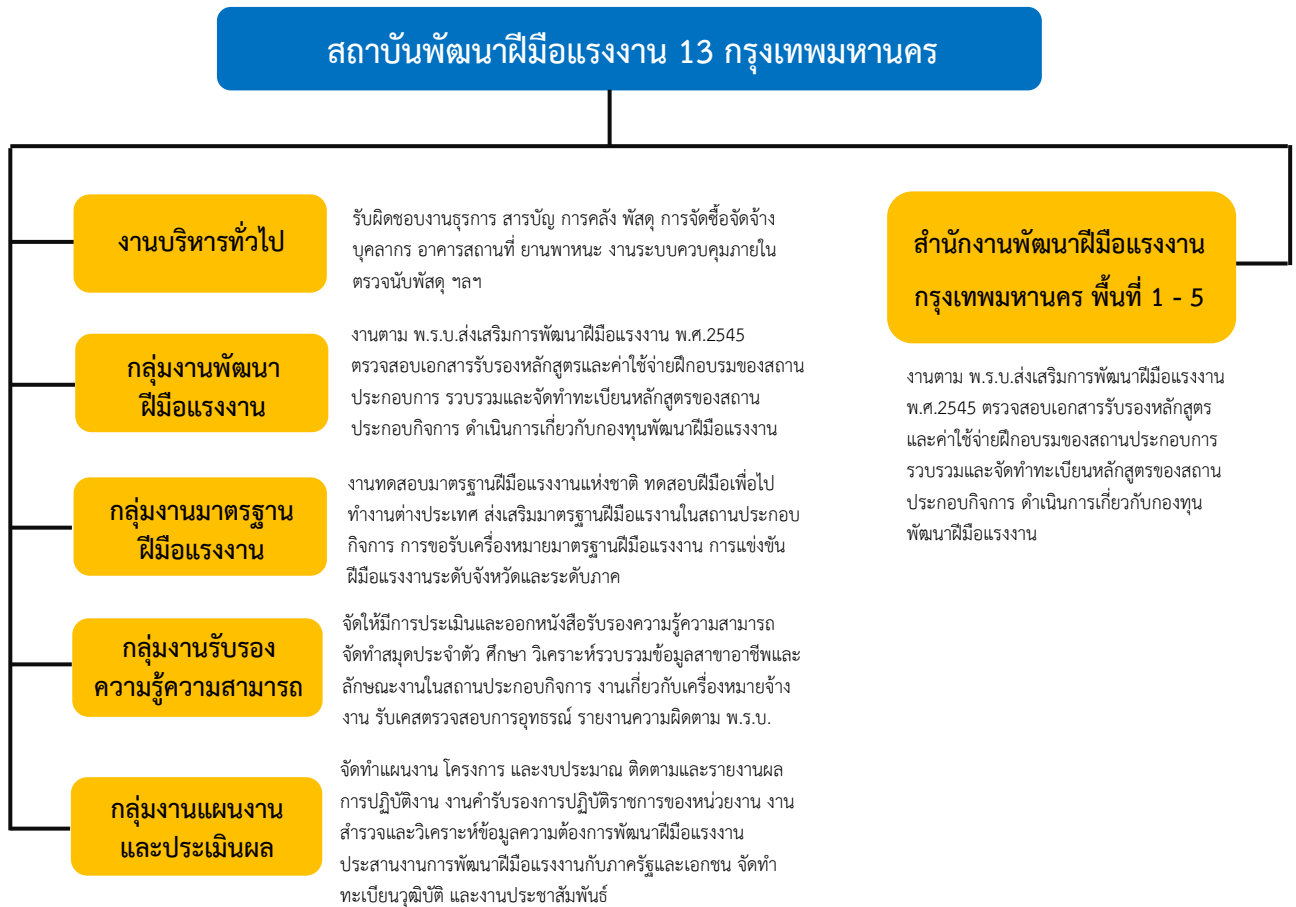 สถาบันพัฒนาฝีมือแรงงาน 13 กรุงเทพมหานคร
งานบริหารทั่วไป
รับผิดชอบงานธุรการ สารบัญ การคลัง พัสดุ การจัดซื้อจัดจ้าง
บุคลากร อาคารสถานที่ ยานพาหนะ งานระบบควบคุมภายใน
ตรวจนับพัสดุ ฯลฯ
กลุ่มงานพัฒนา
ฝีมือแรงงาน
งานตาม พ.ร.บ.ส่งเสริมการพัฒนาฝีมือแรงงาน พ.ศ.2545
ตรวจสอบเอกสารรับรองหลักสูตรและค่าใช้จ่ายฝึกอบรมของสถาน
ประกอบการ รวบรวมและจัดทำทะเบียนหลักสูตรของสถาน
ประกอบกิจการ ดำเนินการเกี่ยวกับกองทุนพัฒนาฝีมือแรงงาน
กลุ่มงานมาตรฐาน
ฝีมือแรงงาน
งานทดสอบมาตรฐานฝีมือแรงงานแห่งชาติ ทดสอบฝีมือเพื่อไป
ทำงานต่างประเทศ ส่งเสริมมาตรฐานฝีมือแรงงานในสถานประกอบ
กิจการ การขอรับเครื่องหมายมาตรฐานฝีมือแรงงาน การแข่งขัน
ฝีมือแรงงานระดับจังหวัดและระดับภาค
กลุ่มงานรับรอง
ความรู้ความสามารถ
จัดให้มีการประเมินและออกหนังสือรับรองความรู้ความสามารถ
จัดทำสมุดประจำตัว ศึกษา วิเคราะห์รวบรวมข้อมูลสาขาอาชีพและ
ลักษณะงานในสถานประกอบกิจการ งานเกี่ยวกับเครื่องหมายจ้าง
งาน รับเคสตรวจสอบการอุทธรณ์ รายงานความผิดตาม พ.ร.บ.
กลุ่มงานแผนงาน
และประเมินผล
จัดทำแผนงาน โครงการ และงบประมาณ ติดตามและรายงานผล
การปฏิบัติงาน งานคำรับรองการปฏิบัติราชการของหน่วยงาน งาน
สำรวจและวิเคราะห์ข้อมูลความต้องการพัฒนาฝีมือแรงงาน
ประสานงานการพัฒนาฝีมือแรงงานกับภาครัฐและเอกชน จัดทำ
ทะเบียนวุฒิบัติ และงานประชาสัมพันธ์
สำนักงานพัฒนาฝีมือแรงงาน
กรุงเทพมหานคร พื้นที่ 1 - 5
งานตาม พ.ร.บ.ส่งเสริมการพัฒนาฝีมือแรงงาน
พ.ศ.2545 ตรวจสอบเอกสารรับรองหลักสูตร
และค่าใช้จ่ายฝึกอบรมของสถานประกอบการ
รวบรวมและจัดทำทะเบียนหลักสูตรของสถาน
ประกอบกิจการ ดำเนินการเกี่ยวกับกองทุน
พัฒนาฝีมือแรงงาน